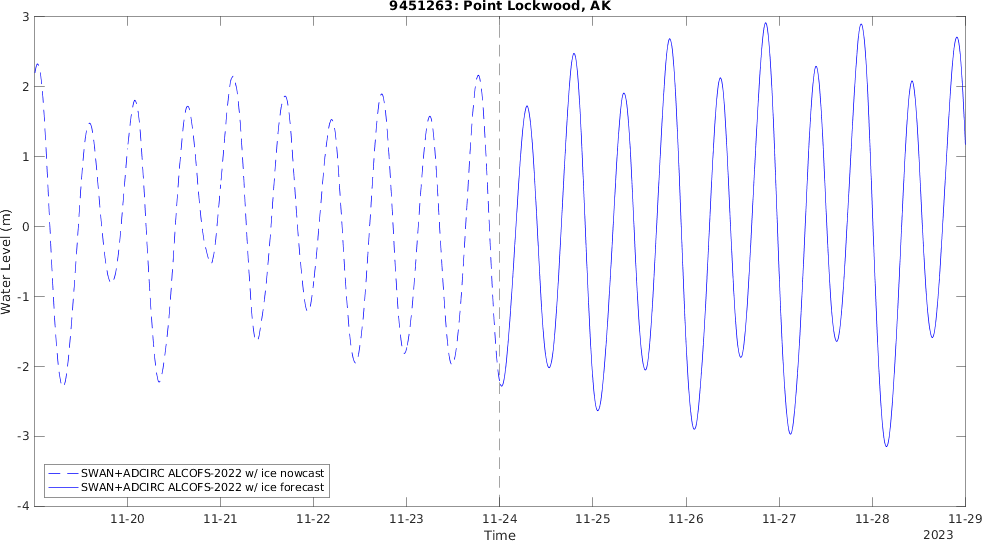 9451263: Point Lockwood, AK
3
2
1
0
-1
-2
-3
-4
Water Level (m)
SWAN+ADCIRC ALCOFS-2022 w/ ice nowcast
SWAN+ADCIRC ALCOFS-2022 w/ ice forecast
11-20 11-21 11-22 11-23 11-24 11-25 11-26 11-27 11-28 11-29
Time
2023